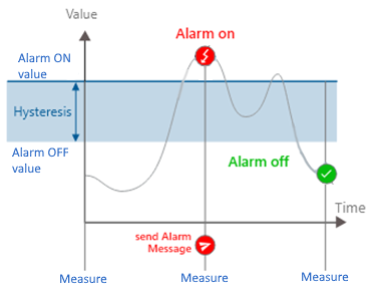 Value
Alarm on
Alarm ON
value
Hysteresis
Alarm OFF
value
Alarm off
Time
send Alarm
Message
Measure
Measure
Measure